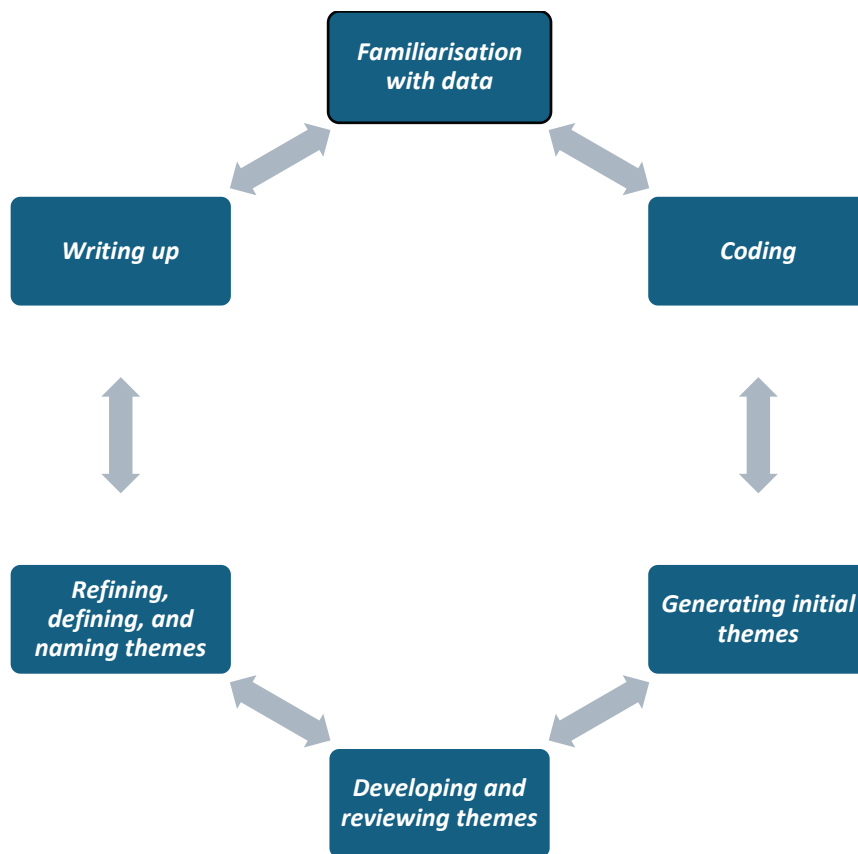 Familiarisation
with data
Writing up
Coding
Refining,
defining, and
naming themes
Generating initial
themes
Developing and
reviewing themes